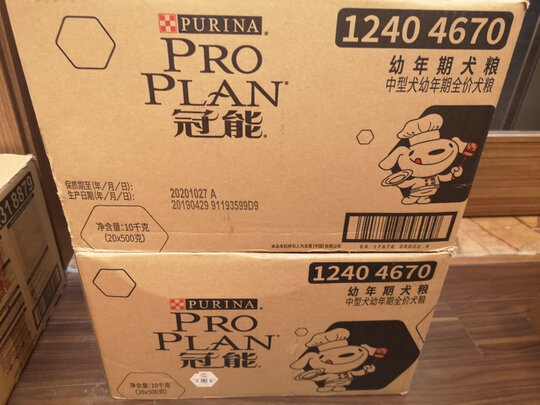 PURINA
PRO
PLAN
冠能
1240 4670
幼年期犬粮
中型犬幼年期全价犬粮
保质期至(年/月/日):
生产日期(年/月/日):
20201027 A
20190429 91193599D9
净含量:10千克
(20x500克)
PURINA
PRO
PLAN
冠能
1240 4670
幼年期犬粮
中型犬幼年期全价犬粮
净含量:10千克
(20x500克)